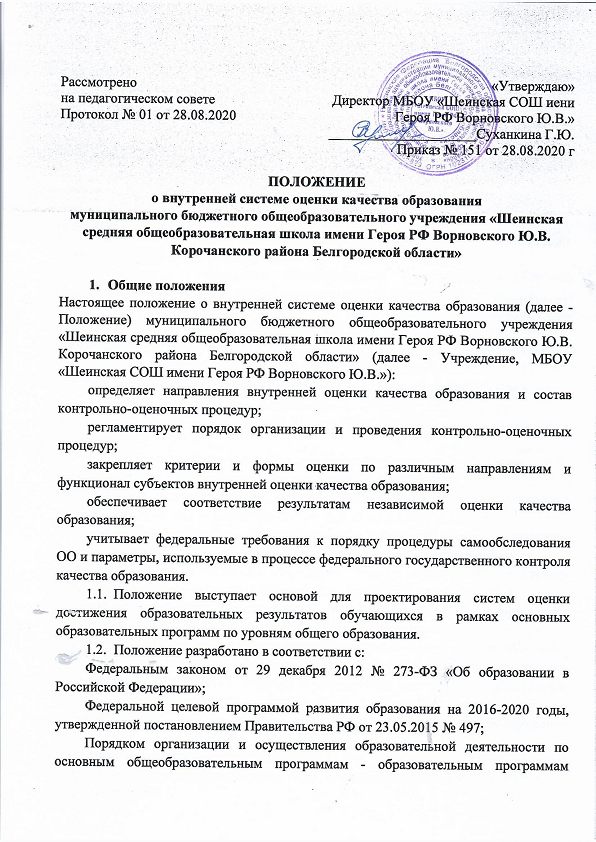 Рассмотрено
на педагогическом совете
Протокол № 01 от 28.08.2020
«Утверждаю»
Директор МБОУ «Шеинская СОШ иени
Героя РФ Ворновского Ю.В.»
Суханкина Г.Ю.
Приказ № 151 от 28.08.2020 г
ПОЛОЖЕНИЕ
о внутренней системе оценки качества образования
муниципального бюджетного общеобразовательного учреждения «Шеинская
средняя общеобразовательная школа имени Героя РФ Ворновского Ю.В.
Корочанского района Белгородской области»
1. Общие положения
Настоящее положение о внутренней системе оценки качества образования (далее -
Положение) муниципального бюджетного общеобразовательного учреждения
«Шеинская средняя общеобразовательная школа имени Героя РФ Ворновского Ю.В.
Корочанского района Белгородской области» (далее - Учреждение, МБОУ
«Шеинская СОШ имени Героя РФ Ворновского Ю.В.»):
определяет направления внутренней оценки качества образования и состав
контрольно-оценочных процедур;
регламентирует порядок организации и проведения контрольно-оценочных
процедур;
закрепляет критерии и формы оценки по различным направлениям и
функционал субъектов внутренней оценки качества образования;
обеспечивает соответствие результатам независимой оценки качества
образования;
учитывает федеральные требования к порядку процедуры самообследования
ОО и параметры, используемые в процессе федерального государственного контроля
качества образования.
1.1. Положение выступает основой для проектирования систем оценки
достижения образовательных результатов обучающихся в рамках основных
образовательных программ по уровням общего образования.
1.2. Положение разработано в соответствии с:
Федеральным законом от 29 декабря 2012 № 273-ФЗ «Об образовании в
Российской Федерации»;
Федеральной целевой программой развития образования на 2016-2020 годы,
утвержденной постановлением Правительства РФ от 23.05.2015 № 497;
Порядком организации и осуществления образовательной деятельности по
основным общеобразовательным программам - образовательным программам